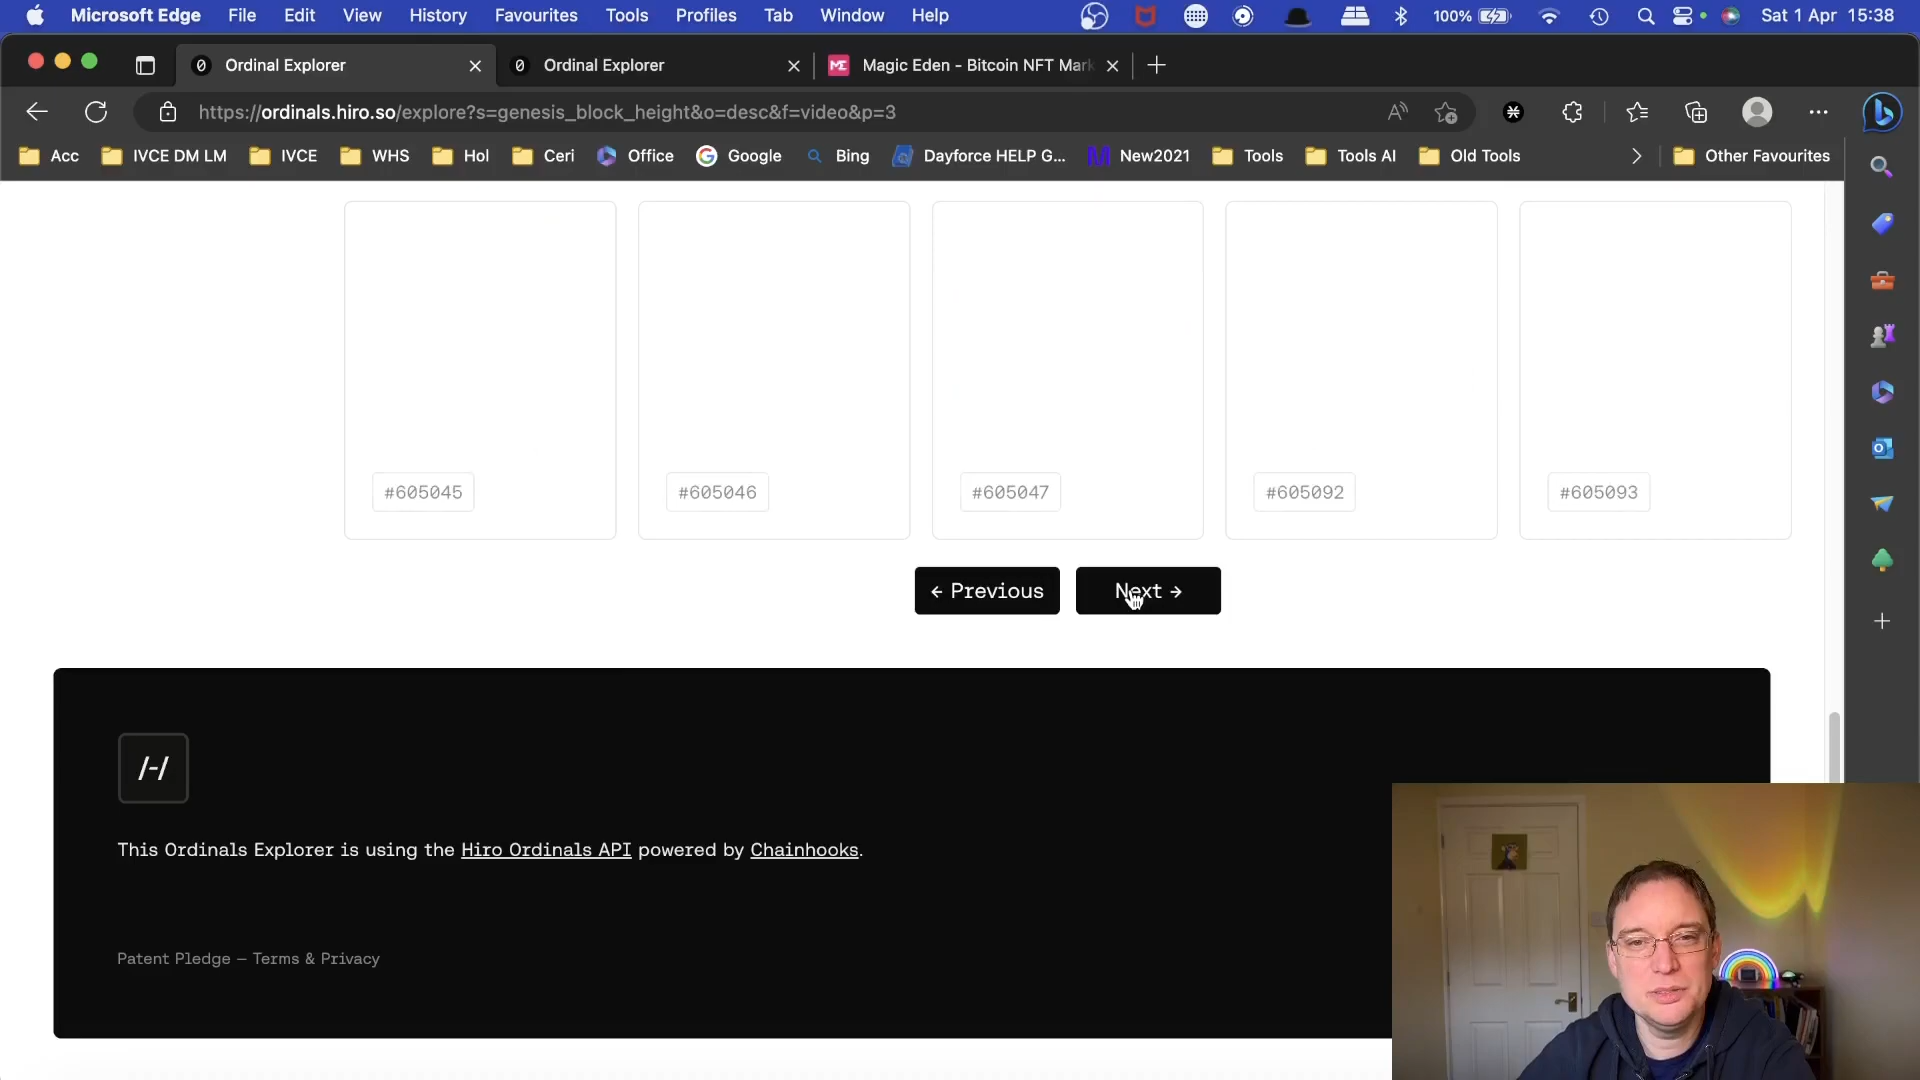 Microsoft Edge File Edit View History Favourites Tools Profiles Tab Window Help 100% Sat 1 Apr 15:38
Ordinal Explorer Ordinal Explorer Magic Eden - Bitcoin NFT Mark
https://ordinals.hiro.so/explore?s=genesis_block_height&o=desc&f=video&p=3
Acc IVCE DM LM IVCE WHS Hol Ceri Office Google Bing Dayforce HELP G... New2021 Tools Tools AI Old Tools Other Favourites
#605045 #605046 #605047 #605092 #605093
← Previous Next →
/-/
This Ordinals Explorer is using the Hiro Ordinals API powered by Chainhooks.
Patent Pledge — Terms & Privacy